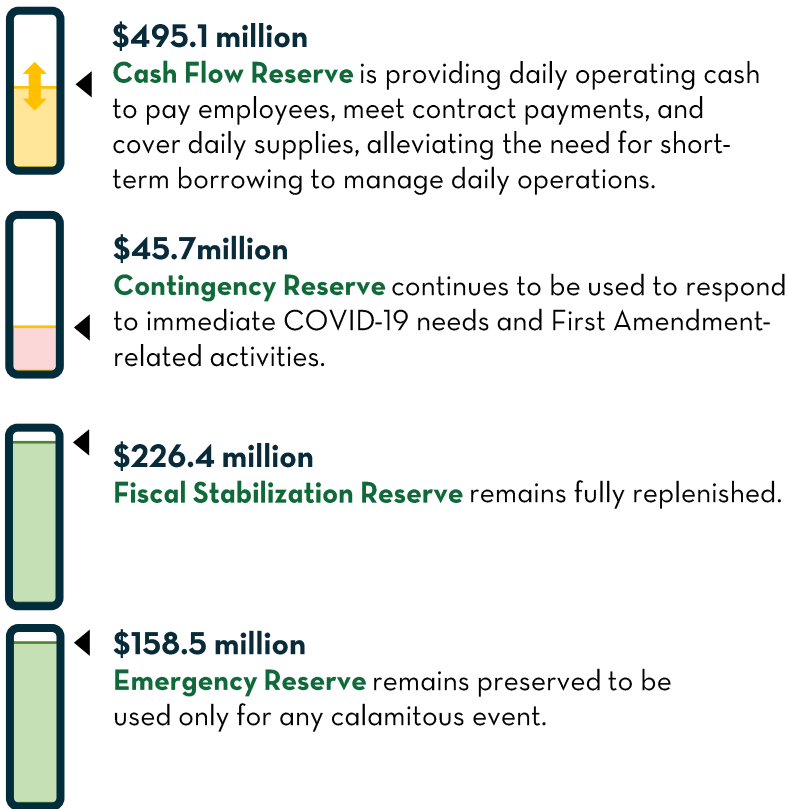 $495.1 million
Cash Flow Reserve is providing daily operating cash
to pay employees, meet contract payments, and
cover daily supplies, alleviating the need for short-
term borrowing to manage daily operations.
$45.7million
Contingency Reserve continues to be used to respond
to immediate COVID-19 needs and First Amendment-
related activities.
$226.4 million
Fiscal Stabilization Reserve remains fully replenished.
$158.5 million
Emergency Reserve remains preserved to be
used only for any calamitous event.